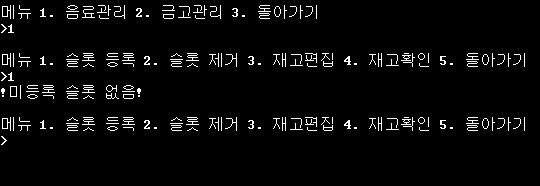 메뉴 1. 음료관리 2. 금고관리 3. 돌아가기
>1
메뉴 1. 슬롯 등록 2. 슬롯 제거 3. 재고편집 4. 재고확인 5. 돌아가기
>1
!미등록 슬롯 없음!
메뉴 1. 슬롯 등록 2. 슬롯 제거 3. 재고편집 4. 재고확인 5. 돌아가기
>